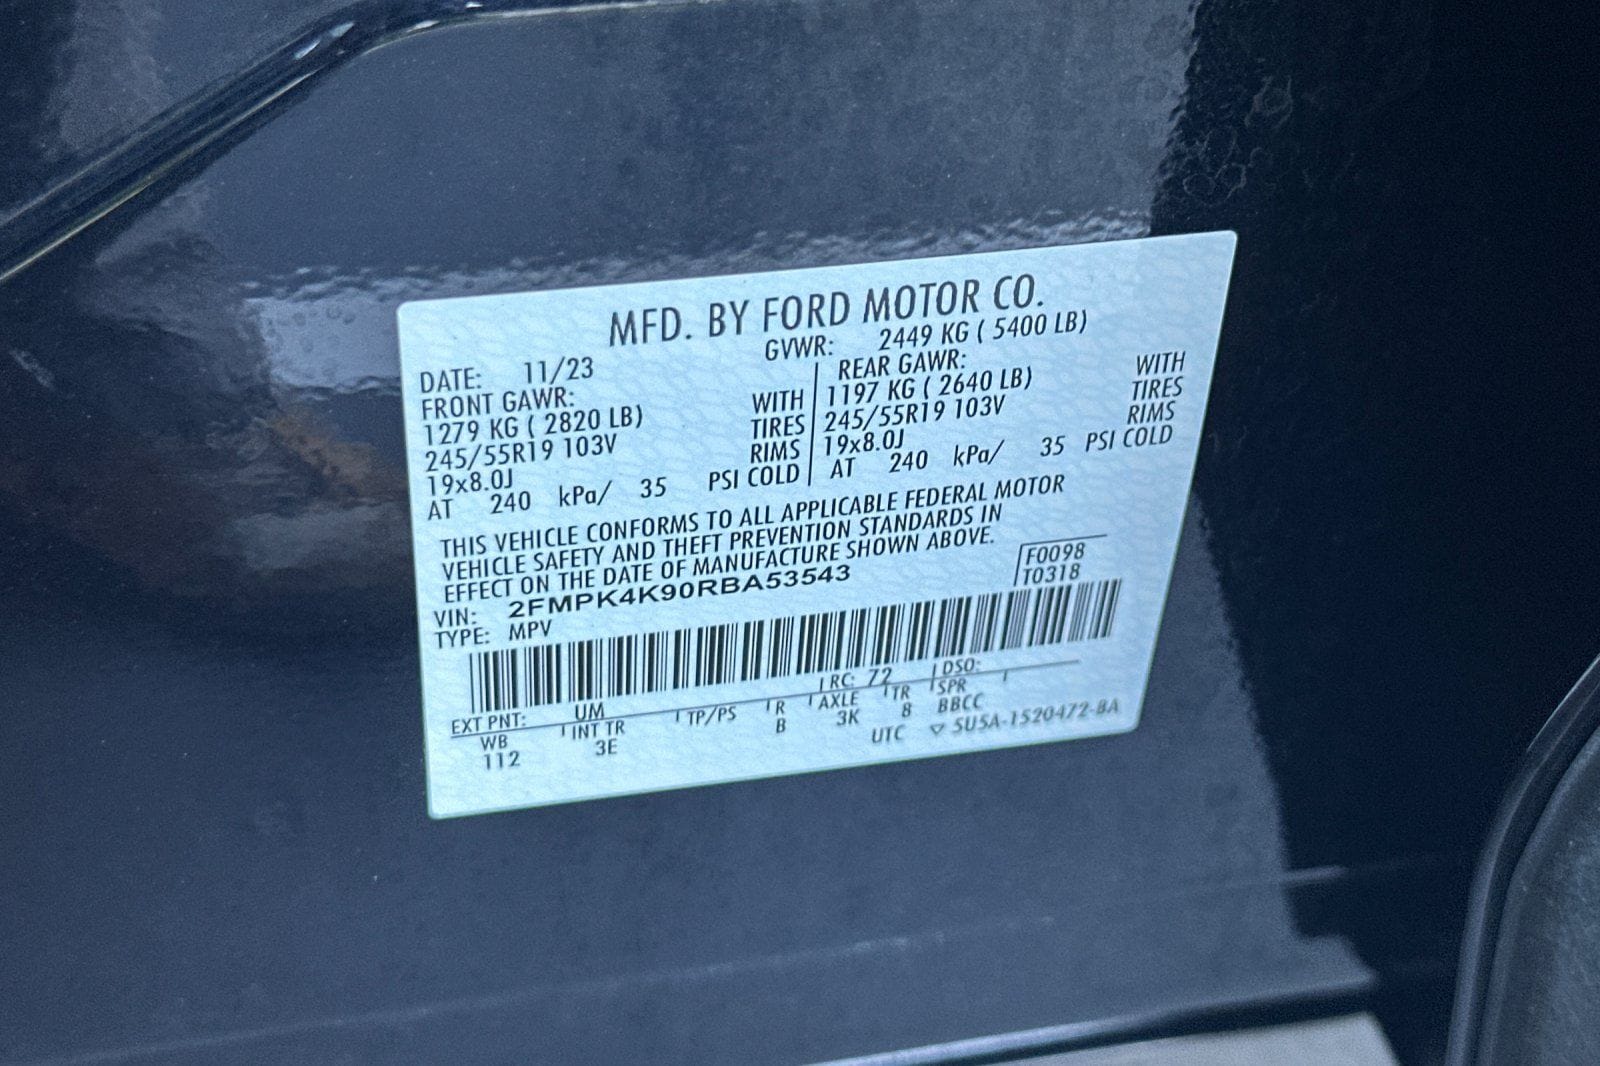 MFD. BY FORD MOTOR CO.
DATE: 11/23 GVWR: 2449 KG ( 5400 LB)
FRONT GAWR: REAR GAWR:
1279 KG ( 2820 LB) WITH 1197 KG ( 2640 LB) WITH
245/55R19 103V TIRES 245/55R19 103V TIRES
19x8.0J RIMS 19x8.0J RIMS
AT 240 kPa/ 35 PSI COLD AT 240 kPa/ 35 PSI COLD
THIS VEHICLE CONFORMS TO ALL APPLICABLE FEDERAL MOTOR
VEHICLE SAFETY AND THEFT PREVENTION STANDARDS IN
EFFECT ON THE DATE OF MANUFACTURE SHOWN ABOVE.
VIN: 2FMPK4K90RBA53543 F0098
TYPE: MPV T0318
EXT PNT: UM RC: 72 DSO:
WB INT TR TP/PS R AXLE TR SPR
112 3E B 3K 8 BBCC
UTC ▽ SU5A-1520472-BA